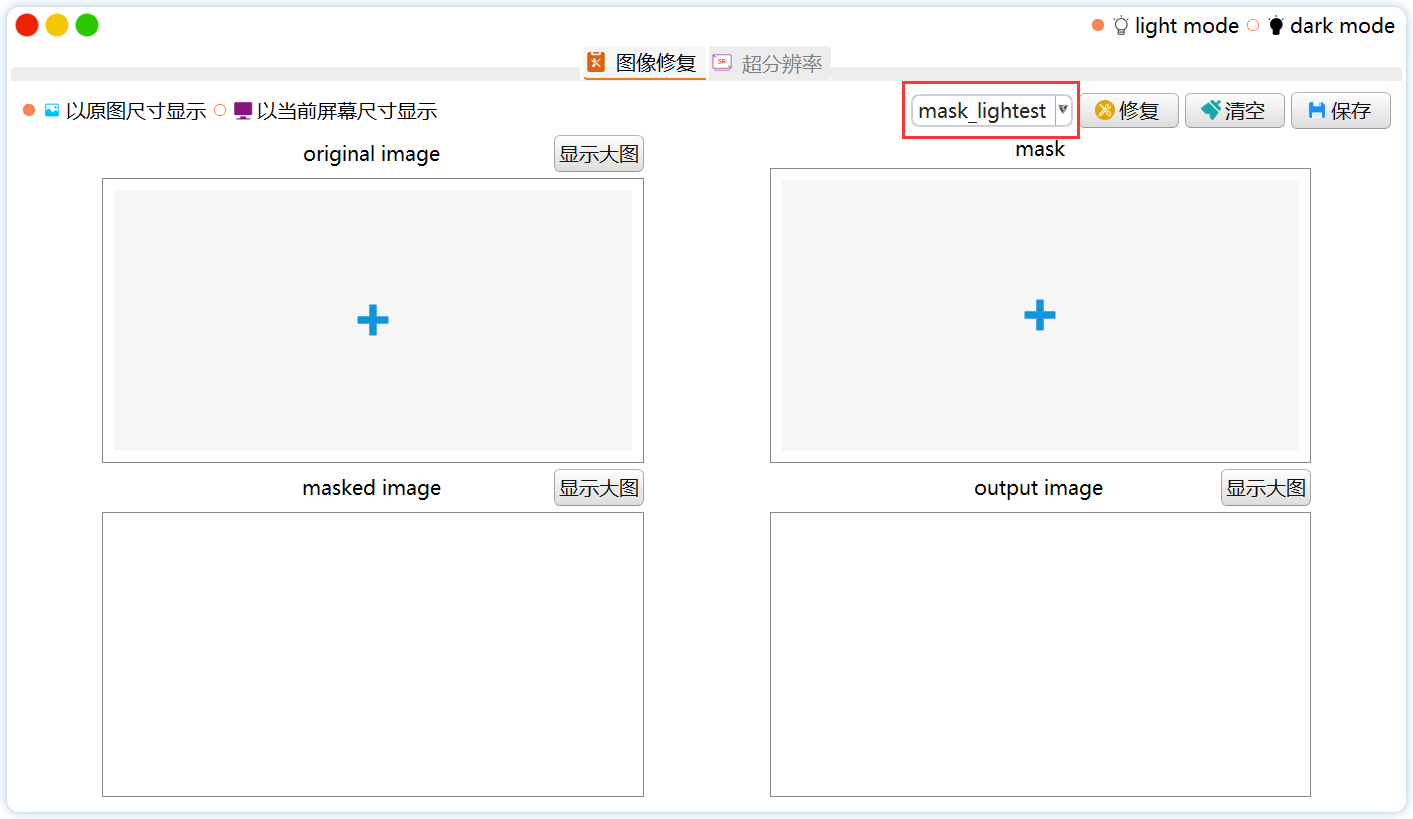 light mode dark mode
图像修复 SR 超分辨率
以原图尺寸显示 以当前屏幕尺寸显示 mask_lightest 修复 清空 保存
original image 显示大图 mask
masked image 显示大图 output image 显示大图